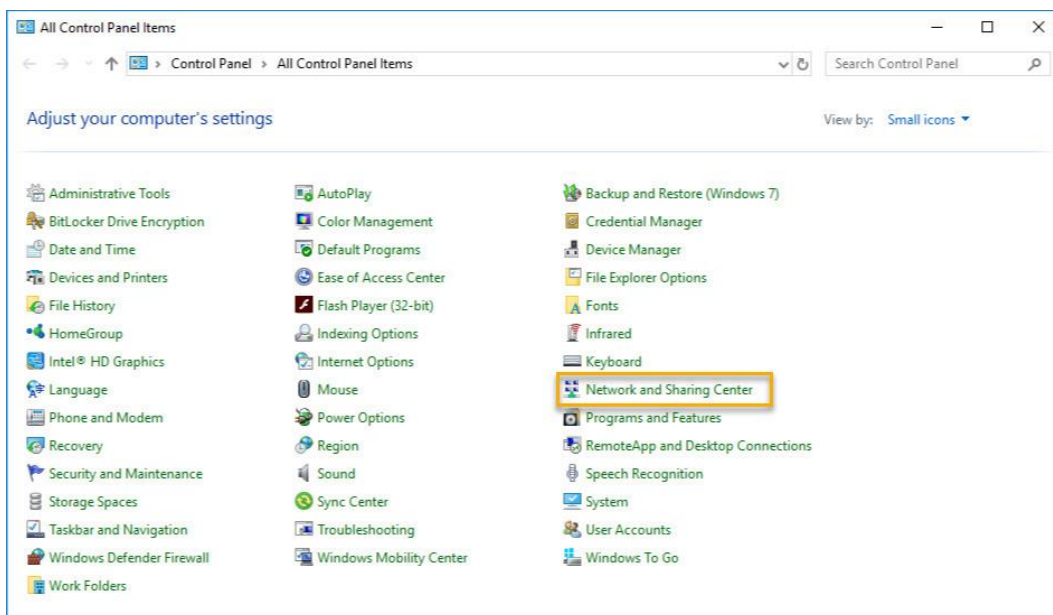 All Control Panel Items
Control Panel > All Control Panel Items
Search Control Panel
Adjust your computer's settings
View by: Small icons
Administrative Tools
AutoPlay
Backup and Restore (Windows 7)
BitLocker Drive Encryption
Color Management
Credential Manager
Date and Time
Default Programs
Device Manager
Devices and Printers
Ease of Access Center
File Explorer Options
File History
Flash Player (32-bit)
Fonts
HomeGroup
Indexing Options
Infrared
Intel® HD Graphics
Internet Options
Keyboard
Language
Mouse
Network and Sharing Center
Phone and Modem
Power Options
Programs and Features
Recovery
Region
RemoteApp and Desktop Connections
Security and Maintenance
Sound
Speech Recognition
Storage Spaces
Sync Center
System
Taskbar and Navigation
Troubleshooting
User Accounts
Windows Defender Firewall
Windows Mobility Center
Windows To Go
Work Folders